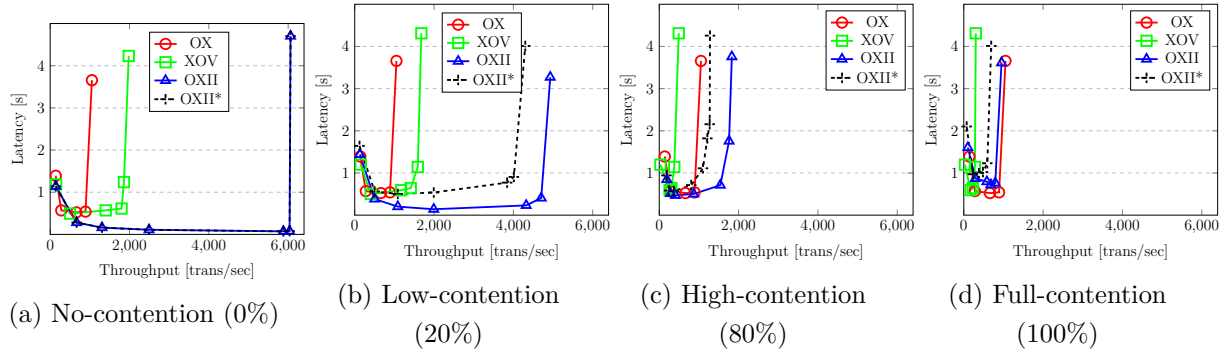 4
3
2
1
Latency [s]
OX
XOV
OXII
OXII*
2,000
4,000
6,000
Throughput [trans/sec]
(a) No-contention (0%)
4
3
2
1
Latency [s]
OX
XOV
OXII
OXII*
0
2,000
4,000
6,000
Throughput [trans/sec]
(b) Low-contention
(20%)
4
3
2
1
Latency [s]
OX
XOV
OXII
OXII*
0
2,000
4,000
6,000
Throughput [trans/sec]
(c) High-contention
(80%)
4
3
2
1
Latency [s]
OX
XOV
OXII
OXII*
0
2,000
4,000
6,000
Throughput [trans/sec]
(d) Full-contention
(100%)